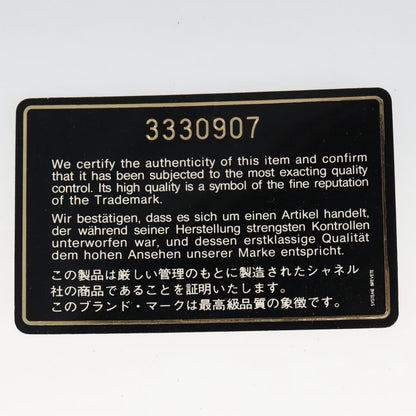 3330907
We certify the authenticity of this item and confirm
that it has been subjected to the most exacting quality
control. Its high quality is a symbol of the fine reputation
of the Trademark.
Wir bestätigen, dass es sich um einen Artikel handelt,
der während seiner Herstellung strengsten Kontrollen
unterworfen war, und dessen erstklassige Qualität
dem hohen Ansehen unserer Marke entspricht.
この製品は厳しい管理のもとに製造されたシャネル
社の商品であることを証明いたします。
このブランド・マークは最高級品質の象徴です。
SYSTEME BREVETE